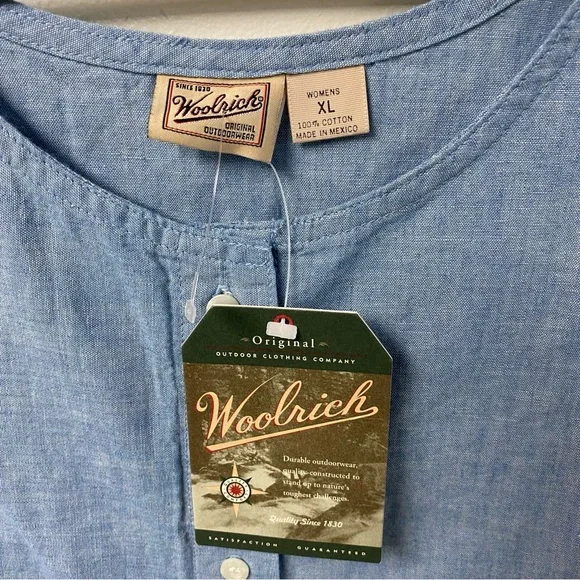 SINCE 1830
Woolrich
ORIGINAL
OUTDOORWEAR
WOMENS
XL
100% COTTON
MADE IN MEXICO
Original
OUTDOOR CLOTHING COMPANY
Woolrich
Durable outdoorwear,
quality constructed to
stand up to nature's
toughest challenges.
Quality Since 1830
SATISFACTION GUARANTEED